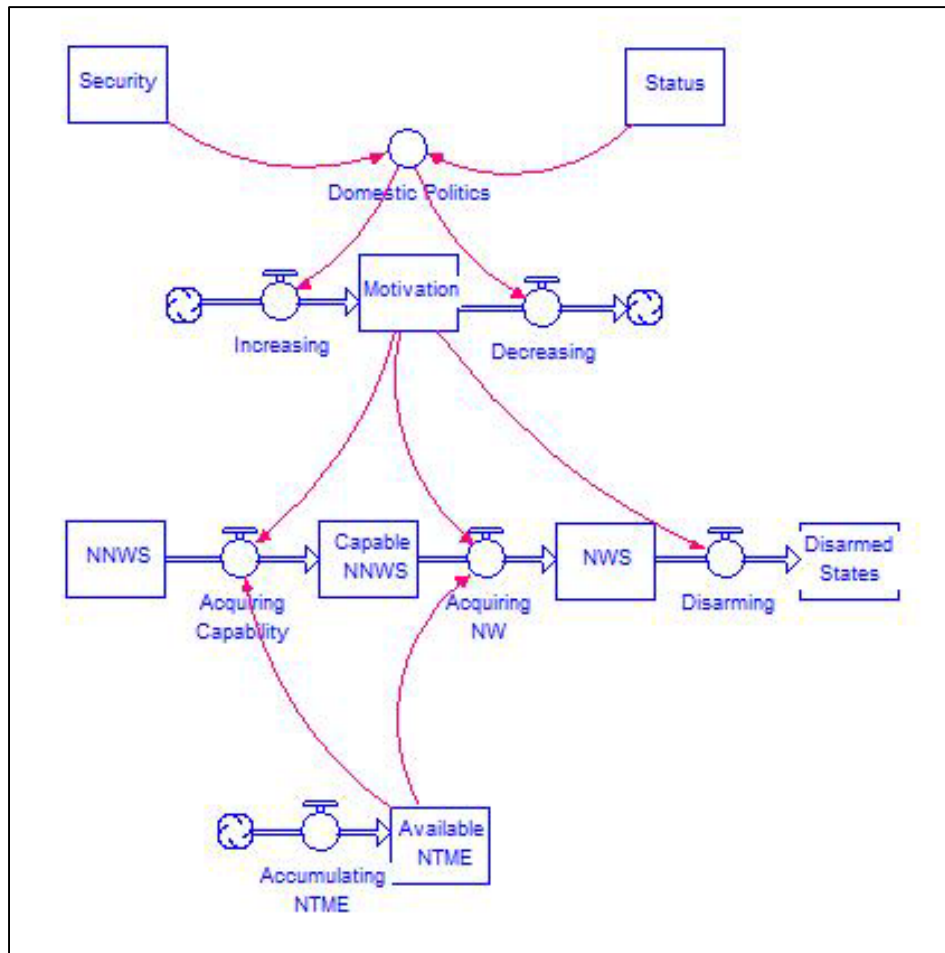 Security
Status
Domestic Politics
Motivation
Increasing
Decreasing
NNWS
Capable
NNWS
NWS
Disarmed
States
Acquiring
Capability
Acquiring
NW
Disarming
Available
NTME
Accumulating
NTME